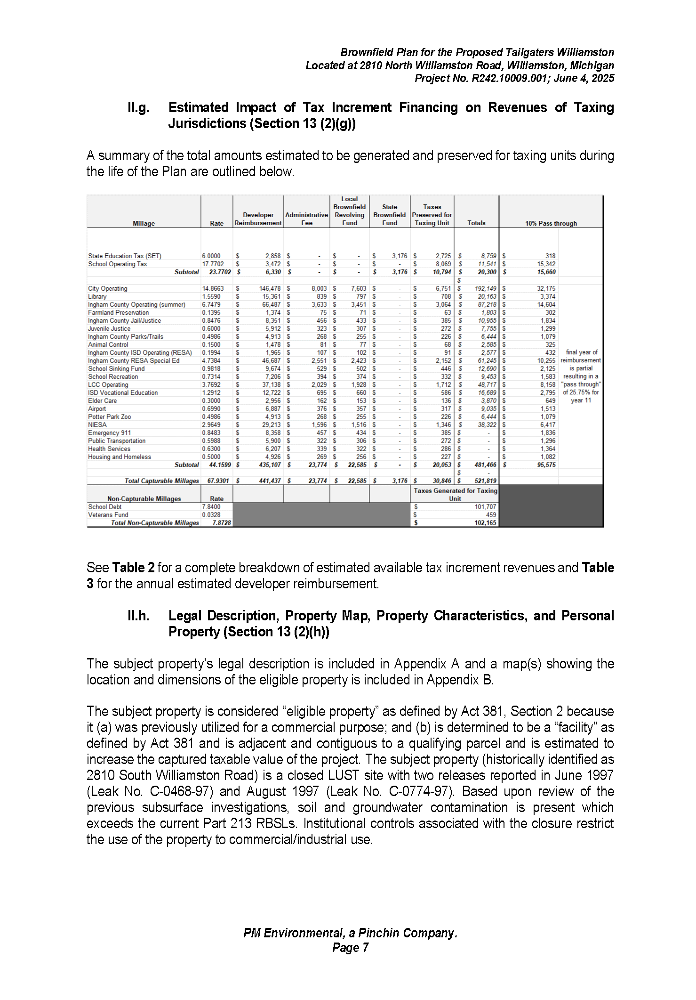 Brownfield Plan for the Proposed Tailgaters Williamston
Located at 2810 North Williamston Road, Williamston, Michigan
Project No. R242.10009.001; June 4, 2025
II.g. Estimated Impact of Tax Increment Financing on Revenues of Taxing
Jurisdictions (Section 13 (2)(g))
A summary of the total amounts estimated to be generated and preserved for taxing units during
the life of the Plan are outlined below.
Millage Rate Developer Reimbursement Administrative Fee Local Brownfield Revolving Fund State Brownfield Fund Taxes Preserved for Taxing Unit Totals 10% Pass through
State Education Tax (SET) 6.0000 $ 2,858 $ - $ - $ 3,176 $ 2,725 $ 8,759 $ 318
School Operating Tax 17.7702 $ 3,472 $ - $ - $ - $ 8,069 $ 11,541 $ 15,342
Subtotal 23.7702 $ 6,330 $ - $ - $ 3,176 $ 10,794 $ 20,300 $ 15,660
$ -
City Operating 14.8663 $ 146,478 $ 8,003 $ 7,603 $ - $ 6,751 $ 192,149 $ 32,175
Library 1.5590 $ 15,361 $ 839 $ 797 $ - $ 708 $ 20,163 $ 3,374
Ingham County Operating (summer) 6.7479 $ 66,487 $ 3,633 $ 3,451 $ - $ 3,064 $ 87,218 $ 14,604
Farmland Preservation 0.1395 $ 1,374 $ 75 $ 71 $ - $ 63 $ 1,803 $ 302
Ingham County Jail/Justice 0.8476 $ 8,351 $ 456 $ 433 $ - $ 385 $ 10,955 $ 1,834
Juvenile Justice 0.6000 $ 5,912 $ 323 $ 307 $ - $ 272 $ 7,755 $ 1,299
Ingham County Parks/Trails 0.4986 $ 4,913 $ 268 $ 255 $ - $ 226 $ 6,444 $ 1,079
Animal Control 0.1500 $ 1,478 $ 81 $ 77 $ - $ 68 $ 2,585 $ 325
Ingham County ISD Operating (RESA) 0.1994 $ 1,965 $ 107 $ 102 $ - $ 91 $ 2,577 $ 432 final year of
Ingham County RESA Special Ed 4.7384 $ 46,687 $ 2,551 $ 2,423 $ - $ 2,152 $ 61,245 $ 10,255 reimbursement
School Sinking Fund 0.9818 $ 9,674 $ 529 $ 502 $ - $ 446 $ 12,690 $ 2,125 is partial
School Recreation 0.7314 $ 7,206 $ 394 $ 374 $ - $ 332 $ 9,453 $ 1,583 resulting in a
LCC Operating 3.7692 $ 37,138 $ 2,029 $ 1,928 $ - $ 1,712 $ 48,717 $ 8,158 "pass through"
ISD Vocational Education 1.2912 $ 12,722 $ 695 $ 660 $ - $ 586 $ 16,689 $ 2,795 of 25.75% for
Elder Care 0.3000 $ 2,956 $ 162 $ 153 $ - $ 136 $ 3,870 $ 649 year 11
Airport 0.6990 $ 6,887 $ 376 $ 357 $ - $ 317 $ 9,035 $ 1,513
Potter Park Zoo 0.4986 $ 4,913 $ 268 $ 255 $ - $ 226 $ 6,444 $ 1,079
NIESA 2.9649 $ 29,213 $ 1,596 $ 1,516 $ - $ 1,346 $ 38,322 $ 6,417
Emergency 911 0.8483 $ 8,358 $ 457 $ 434 $ - $ 385 $ - $ 1,836
Public Transportation 0.5988 $ 5,900 $ 322 $ 306 $ - $ 272 $ - $ 1,296
Health Services 0.6300 $ 6,207 $ 339 $ 322 $ - $ 286 $ - $ 1,364
Housing and Homeless 0.5000 $ 4,926 $ 269 $ 256 $ - $ 227 $ - $ 1,082
Subtotal 44.1599 $ 435,107 $ 23,774 $ 22,585 $ - $ 20,053 $ 481,466 $ 95,575
$ -
Total Capturable Millages 67.9301 $ 441,437 $ 23,774 $ 22,585 $ 3,176 $ 30,846 $ 521,819
Non-Capturable Millages Rate Taxes Generated for Taxing Unit
School Debt 7.8400 $ 101,707
Veterans Fund 0.0328 $ 459
Total Non-Capturable Millages 7.8728 $ 102,165
See Table 2 for a complete breakdown of estimated available tax increment revenues and Table
3 for the annual estimated developer reimbursement.
II.h. Legal Description, Property Map, Property Characteristics, and Personal
Property (Section 13 (2)(h))
The subject property's legal description is included in Appendix A and a map(s) showing the
location and dimensions of the eligible property is included in Appendix B.
The subject property is considered “eligible property” as defined by Act 381, Section 2 because
it (a) was previously utilized for a commercial purpose; and (b) is determined to be a “facility” as
defined by Act 381 and is adjacent and contiguous to a qualifying parcel and is estimated to
increase the captured taxable value of the project. The subject property (historically identified as
2810 South Williamston Road) is a closed LUST site with two releases reported in June 1997
(Leak No. C-0468-97) and August 1997 (Leak No. C-0774-97). Based upon review of the
previous subsurface investigations, soil and groundwater contamination is present which
exceeds the current Part 213 RBSLs. Institutional controls associated with the closure restrict
the use of the property to commercial/industrial use.
PM Environmental, a Pinchin Company.
Page 7